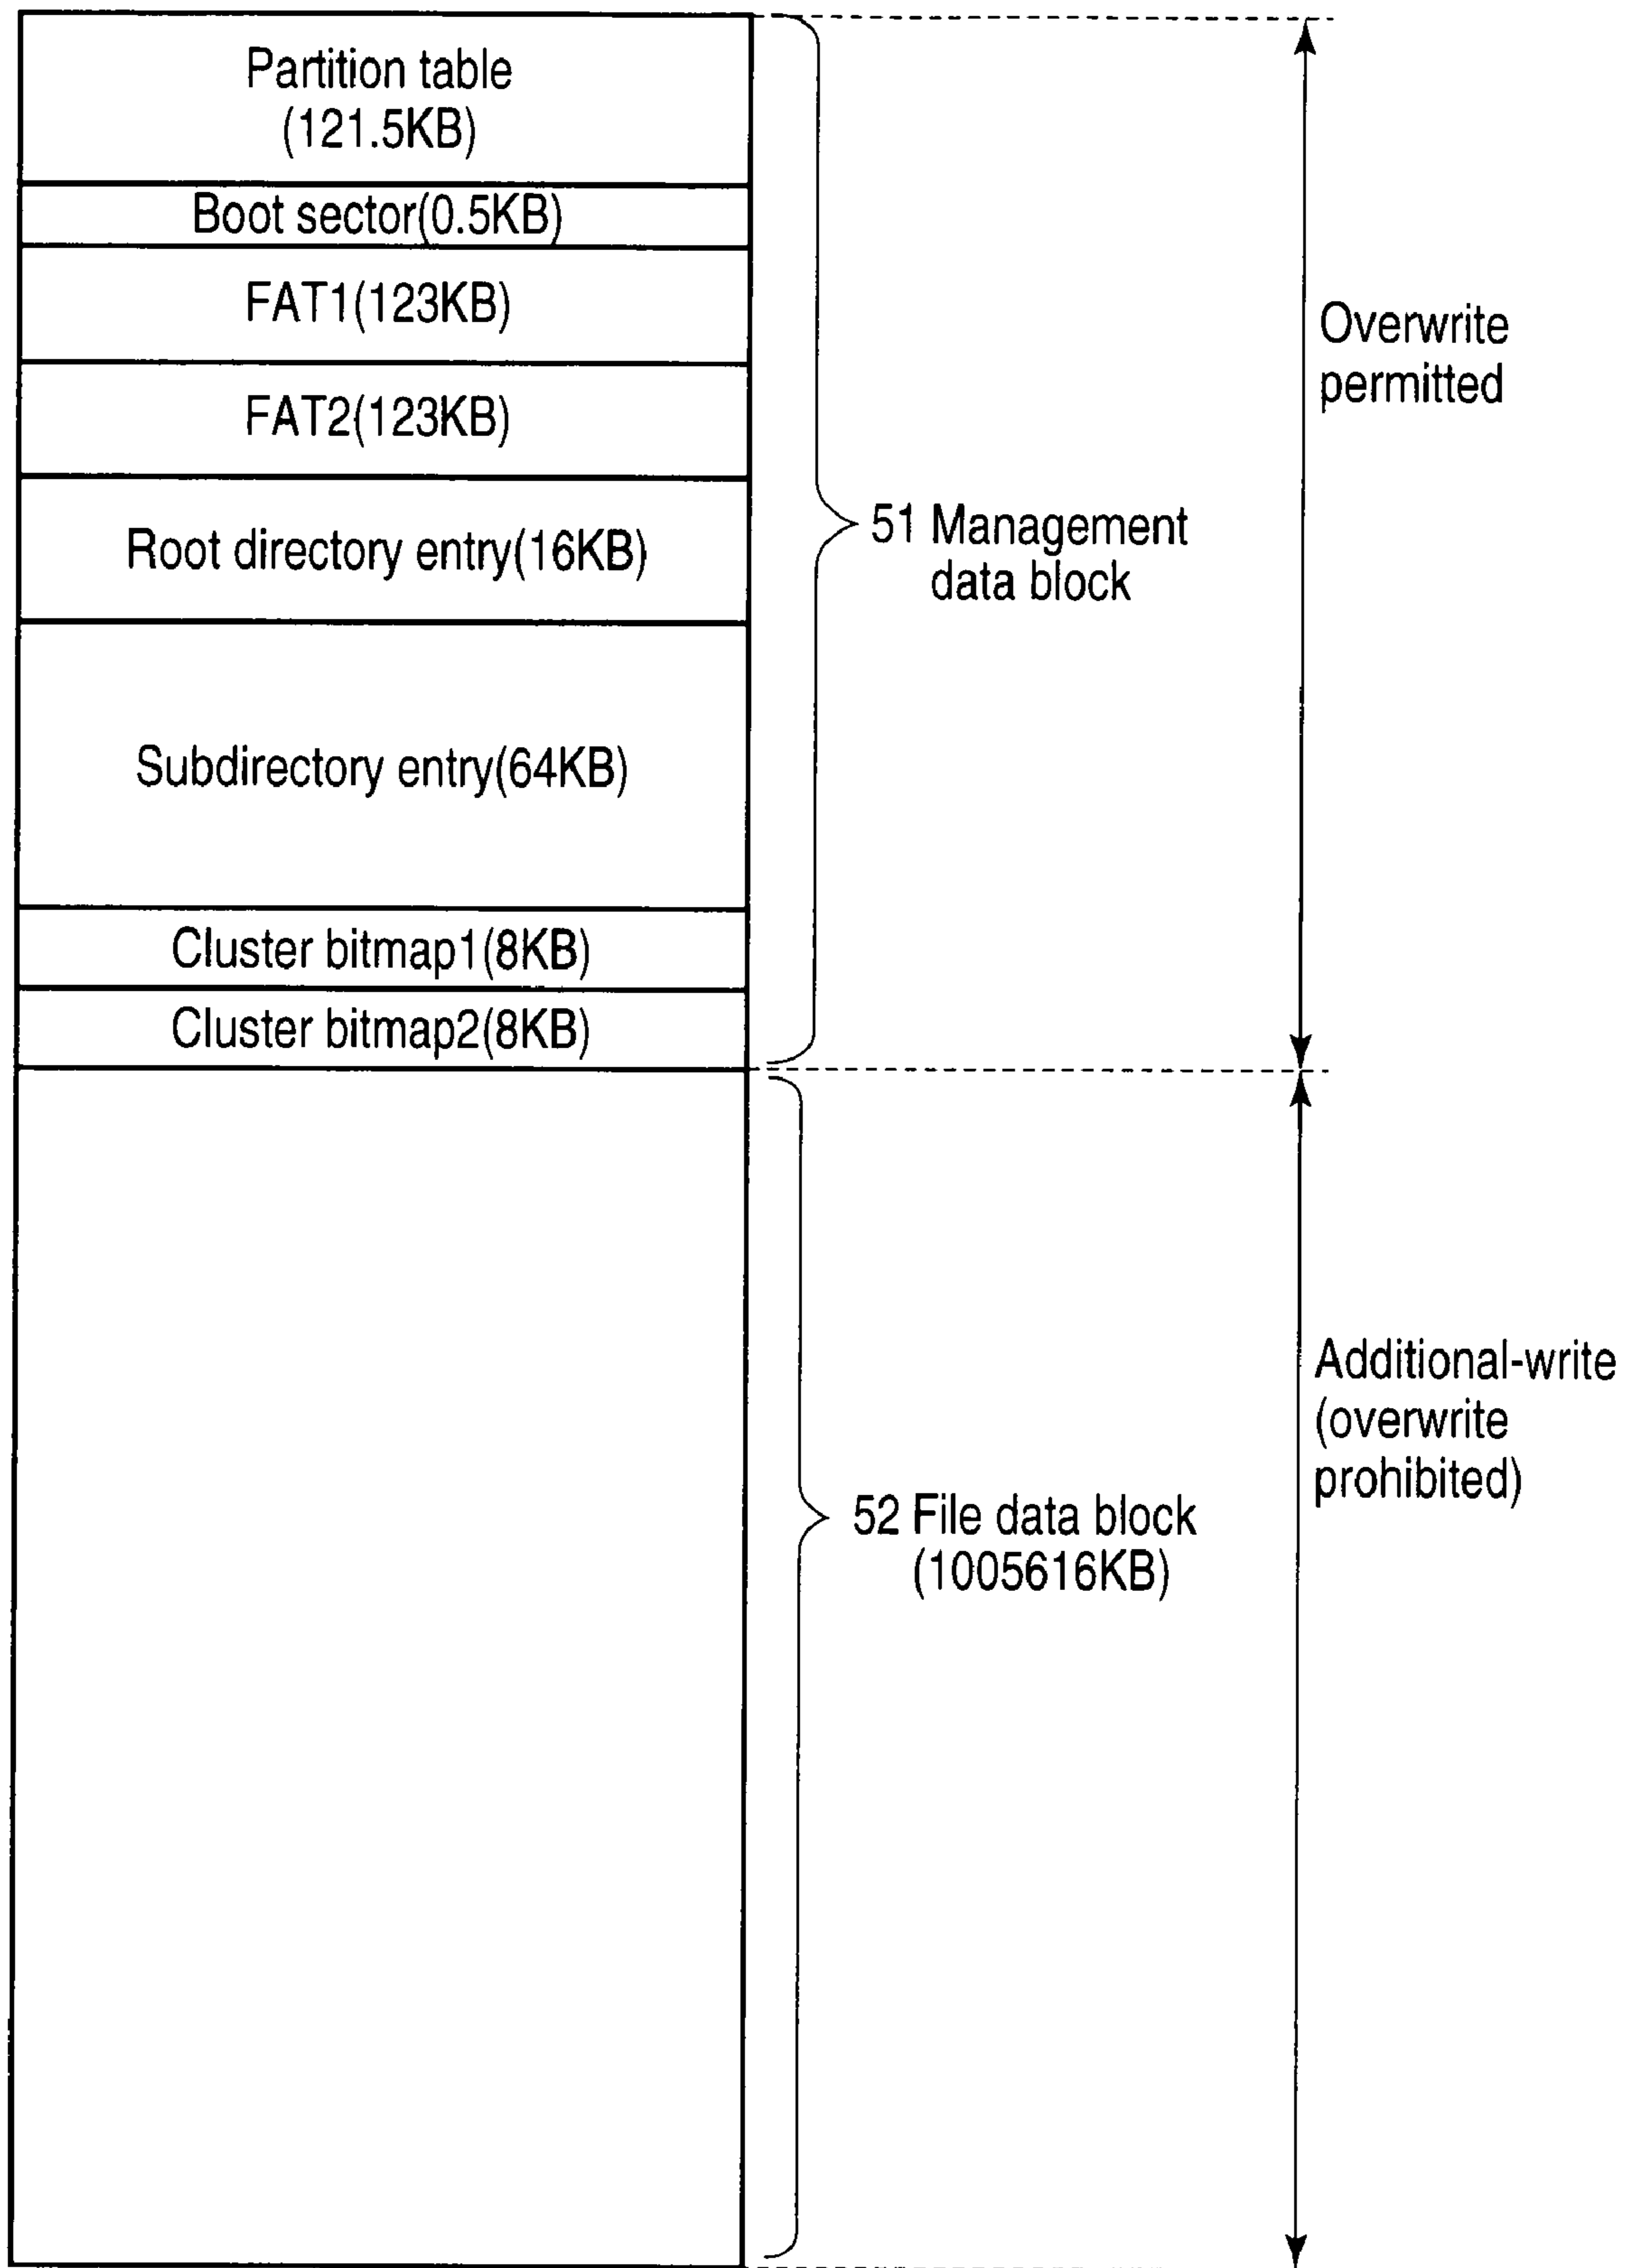 Partition table
(121.5KB)
Boot sector(0.5KB)
FAT1(123KB)
FAT2(123KB)
Root directory entry(16KB)
Subdirectory entry(64KB)
Cluster bitmap1(8KB)
Cluster bitmap2(8KB)
51 Management
data block
Overwrite
permitted
52 File data block
(1005616KB)
Additional-write
(overwrite
prohibited)